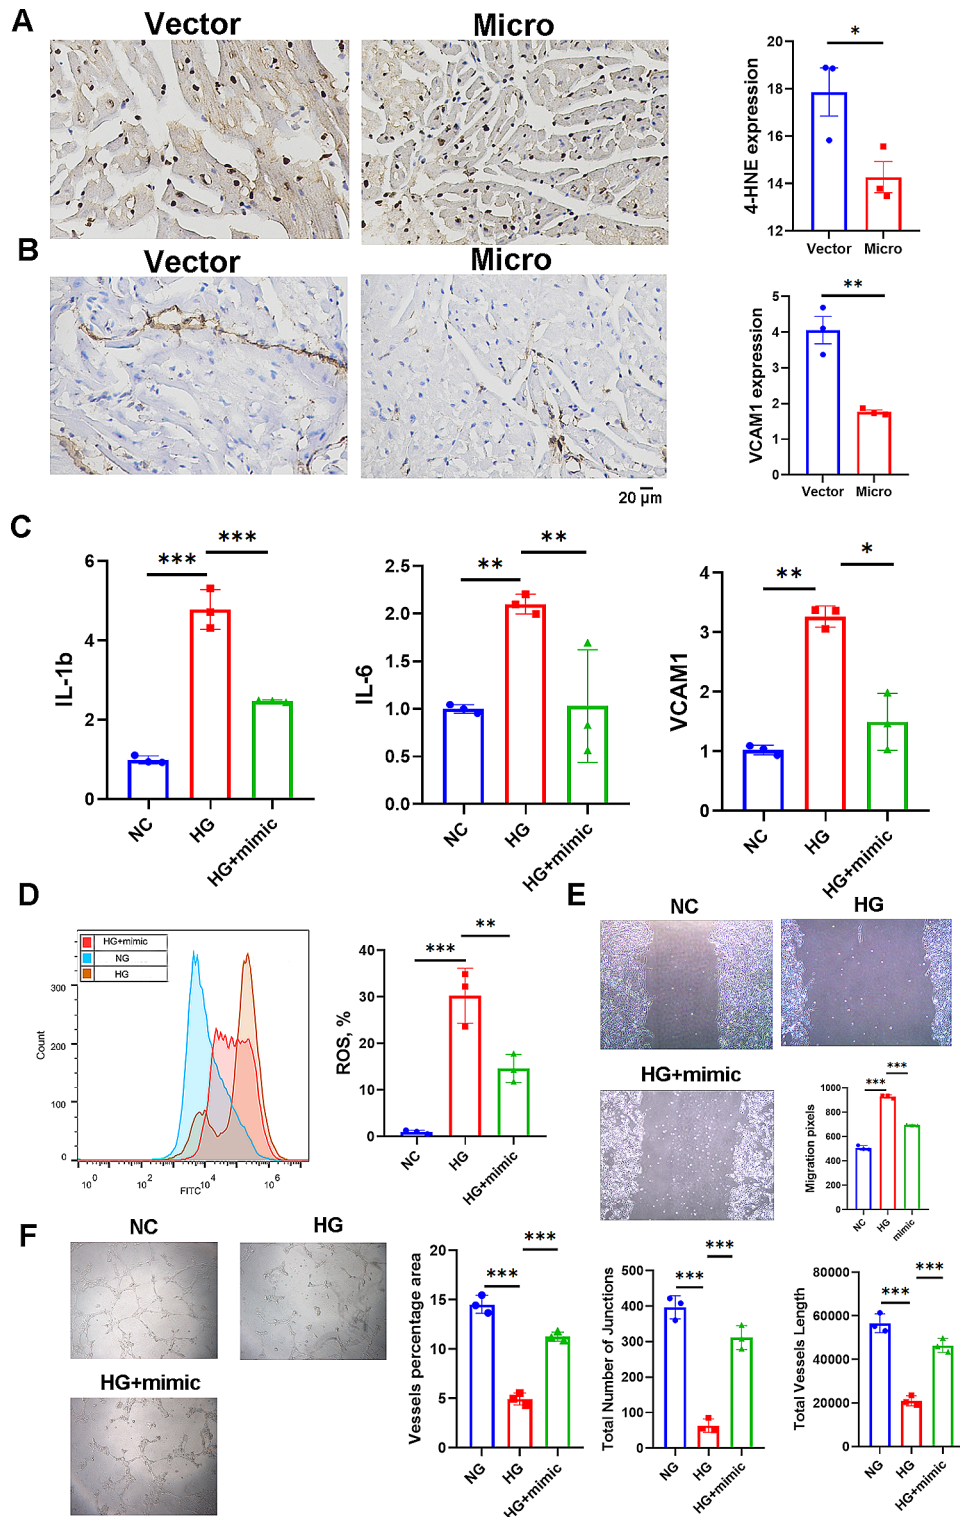 A
Vector
Micro
4-HNE expression
20
18
16
14
12
*
Vector
Micro
B
Vector
Micro
20 µm
VCAM1 expression
5
4
3
2
1
0
**
Vector
Micro
C
IL-1b
6
4
2
0
***
***
NC
HG
HG+mimic
IL-6
2.5
2.0
1.5
1.0
0.5
0.0
**
**
NC
HG
HG+mimic
VCAM1
4
3
2
1
0
**
*
NC
HG
HG+mimic
D
HG+mimic
NG
HG
Count
300
200
100
0
10^0
10^2
10^4
10^6
FITC
ROS, %
40
30
20
10
0
***
**
NC
HG
HG+mimic
E
NC
HG
HG+mimic
Migration pixels
1000
800
600
400
200
0
***
***
NC
HG
mimic
F
NC
HG
HG+mimic
Vessels percentage area
20
15
10
5
0
***
***
NG
HG
HG+mimic
Total Number of Junctions
500
400
300
200
100
0
***
***
NG
HG
HG+mimic
Total Vessels Length
80000
60000
40000
20000
0
***
***
NG
HG
HG+mimic